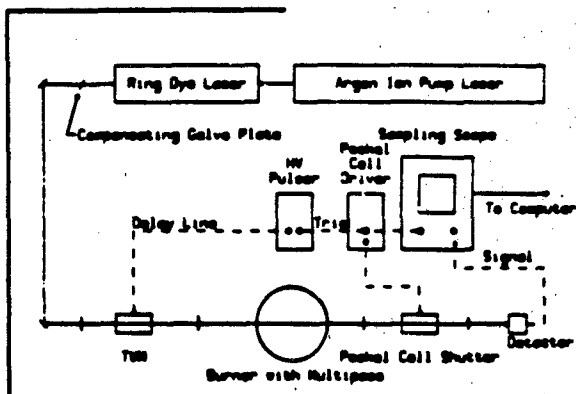 Ring Dye Laser
Argon Ion Pump Laser
Compensating Galvo Plate
Sampling Scope
Pockel
Cell
Driver
HV
Pulser
To Computer
Delay Line
Trig
Signal
Detector
Pockel Cell Shutter
Burner with Multipass